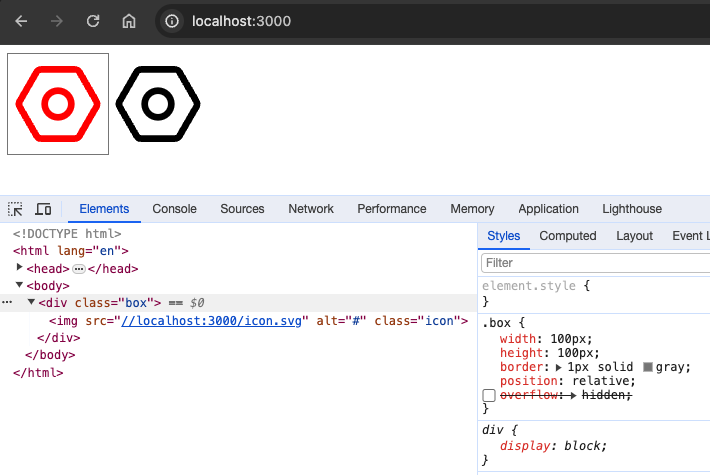 localhost:3000
Elements Console Sources Network Performance Memory Application Lighthouse
<!DOCTYPE html>
<html lang="en">
<head>⋯</head>
<body>
⋯ <div class="box"> == $0
<img src="//localhost:3000/icon.svg" alt="#" class="icon">
</div>
</body>
</html>
Styles Computed Layout Event L
Filter
element.style {
}
.box {
width: 100px;
height: 100px;
border: 1px solid gray;
position: relative;
overflow: hidden;
}
div {
display: block;
}